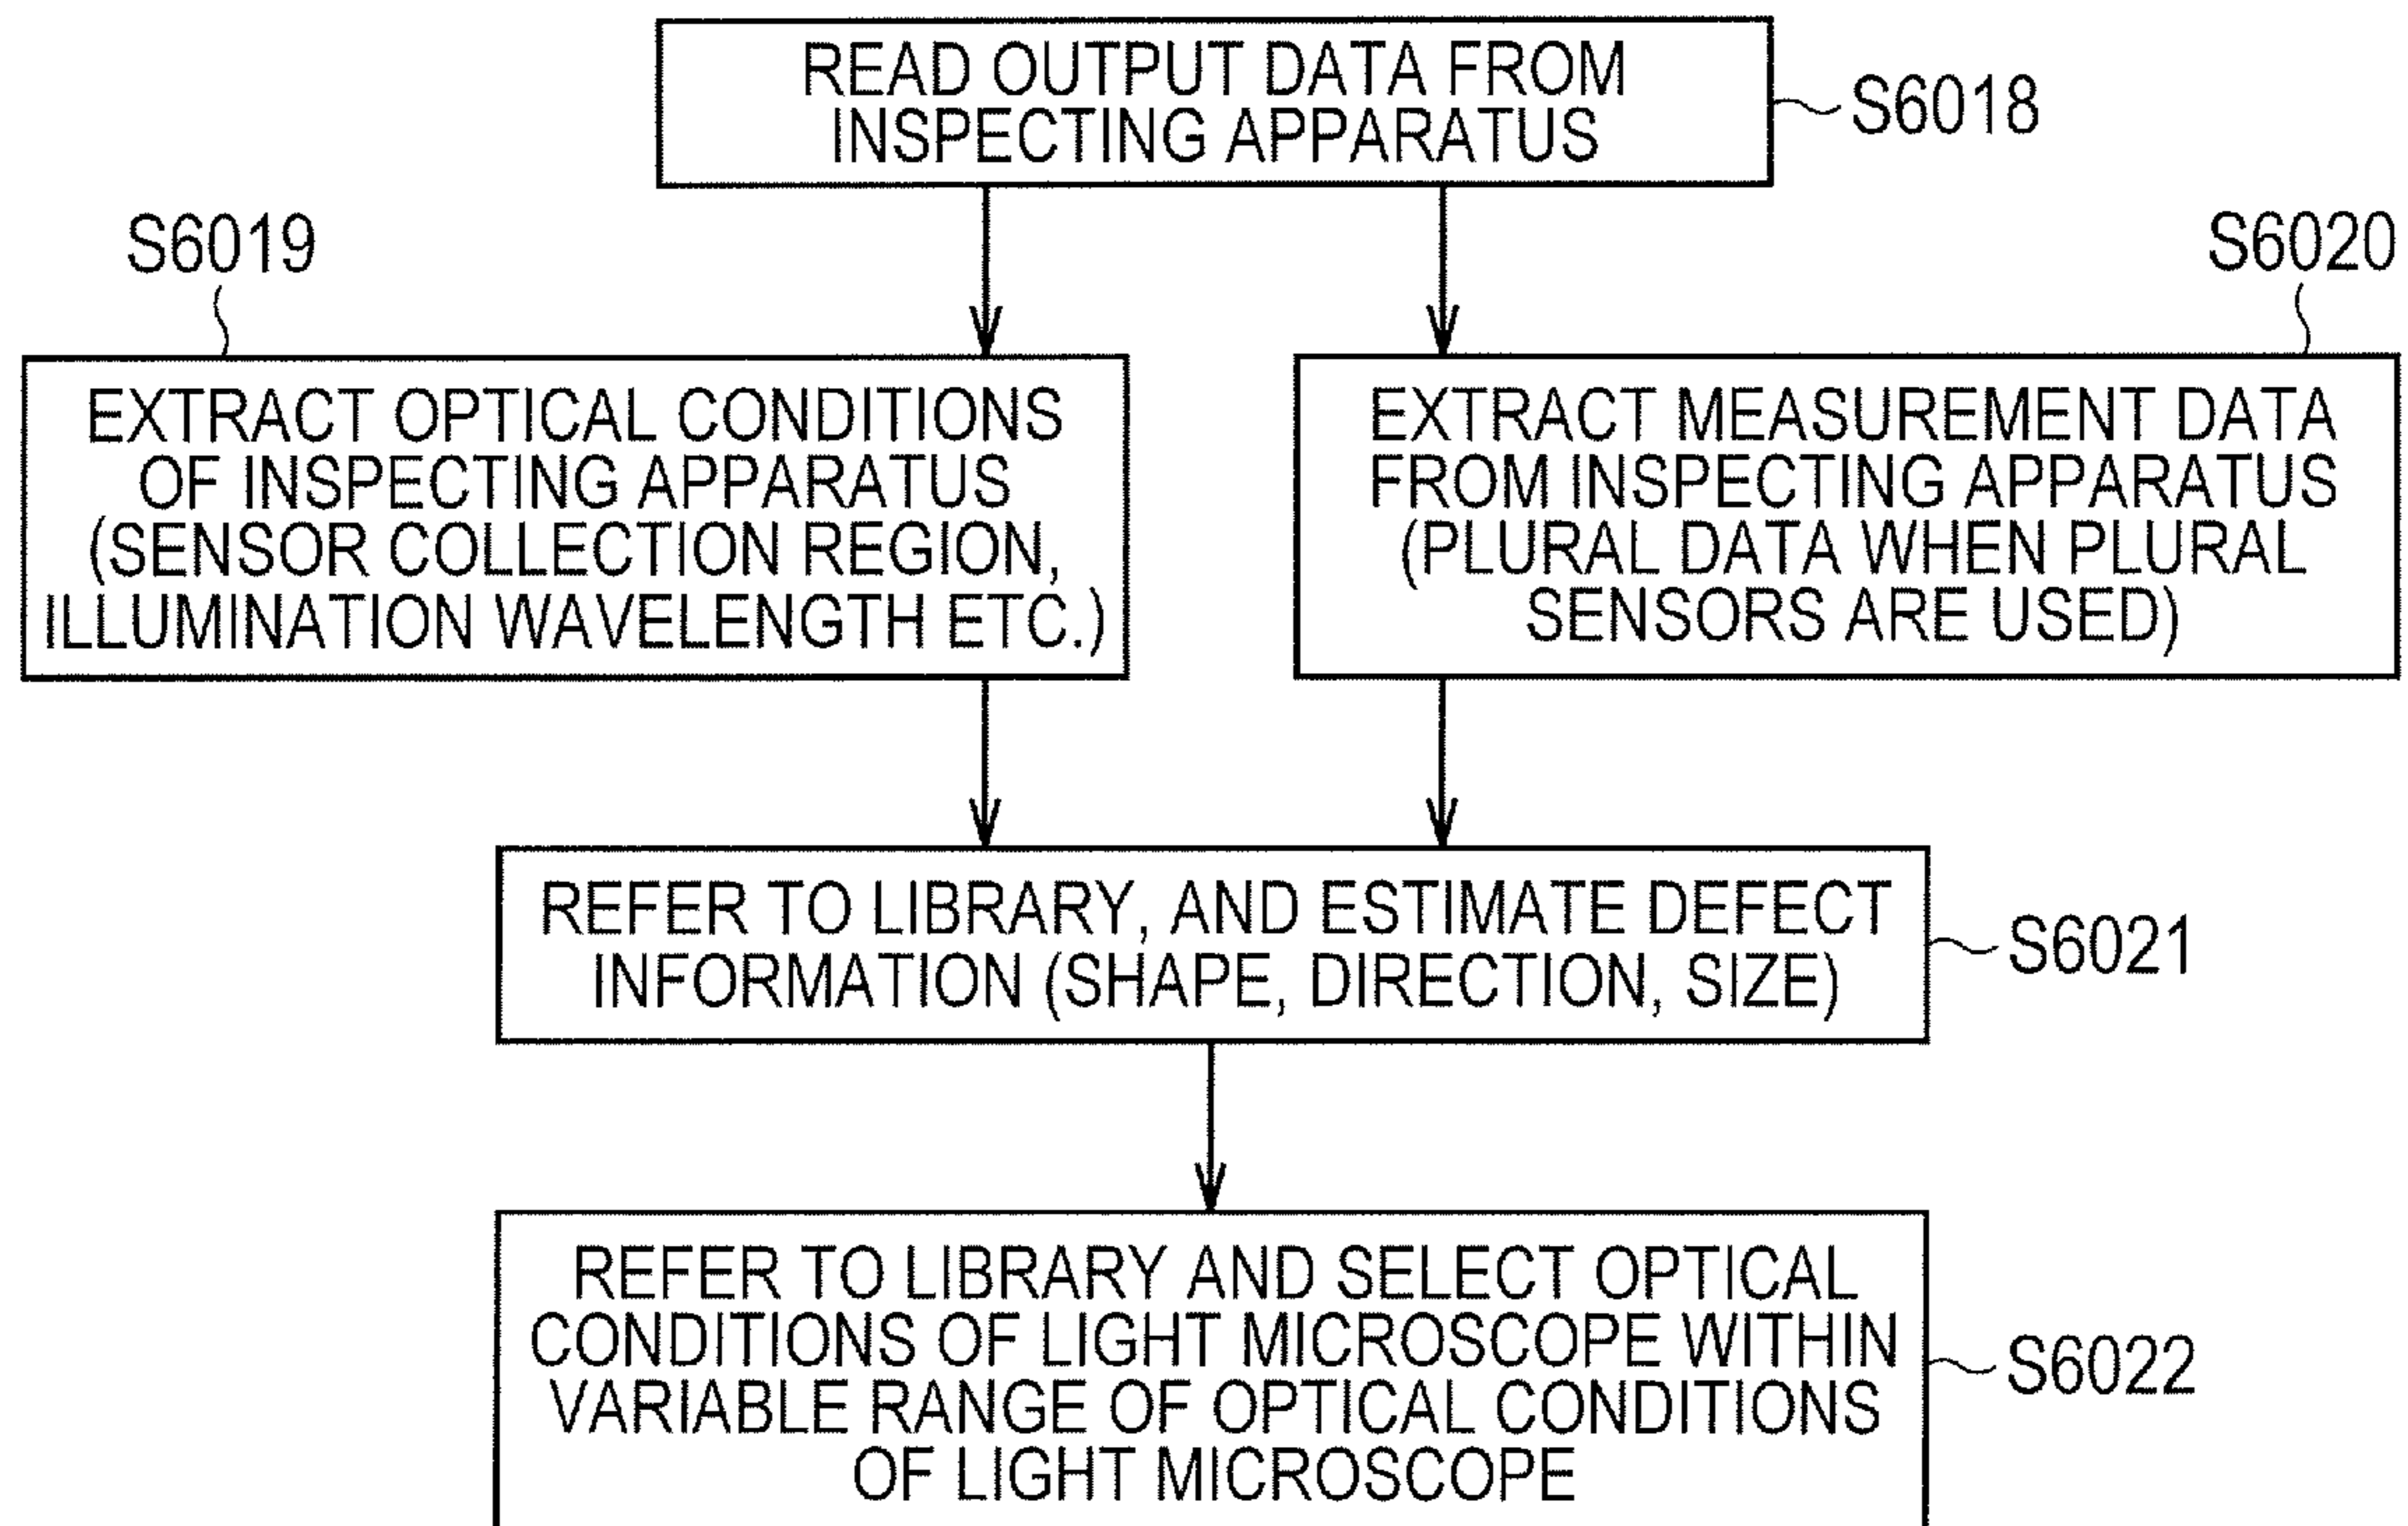 READ OUTPUT DATA FROM
INSPECTING APPARATUS
S6018
S6019
S6020
EXTRACT OPTICAL CONDITIONS
OF INSPECTING APPARATUS
(SENSOR COLLECTION REGION,
ILLUMINATION WAVELENGTH ETC.)
EXTRACT MEASUREMENT DATA
FROM INSPECTING APPARATUS
(PLURAL DATA WHEN PLURAL
SENSORS ARE USED)
REFER TO LIBRARY, AND ESTIMATE DEFECT
INFORMATION (SHAPE, DIRECTION, SIZE)
S6021
REFER TO LIBRARY AND SELECT OPTICAL
CONDITIONS OF LIGHT MICROSCOPE WITHIN
VARIABLE RANGE OF OPTICAL CONDITIONS
OF LIGHT MICROSCOPE
S6022